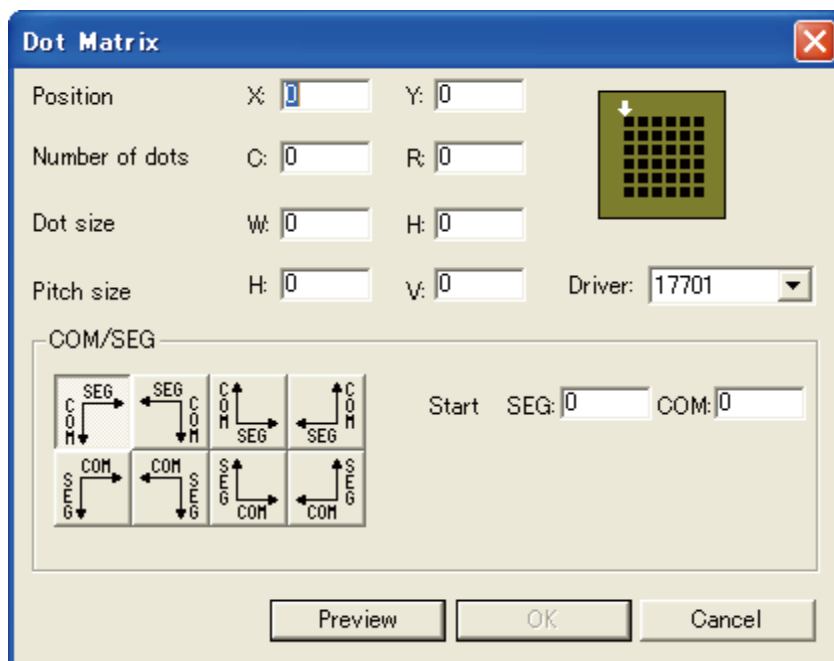 Dot Matrix
Position X: 0 Y: 0
Number of dots C: 0 R: 0
Dot size W: 0 H: 0
Pitch size H: 0 V: 0 Driver: 17701
COM/SEG
SEG COM SEG COM COM SEG COM SEG
COM SEG COM SEG SEG COM SEG COM
Start SEG: 0 COM: 0
Preview OK Cancel